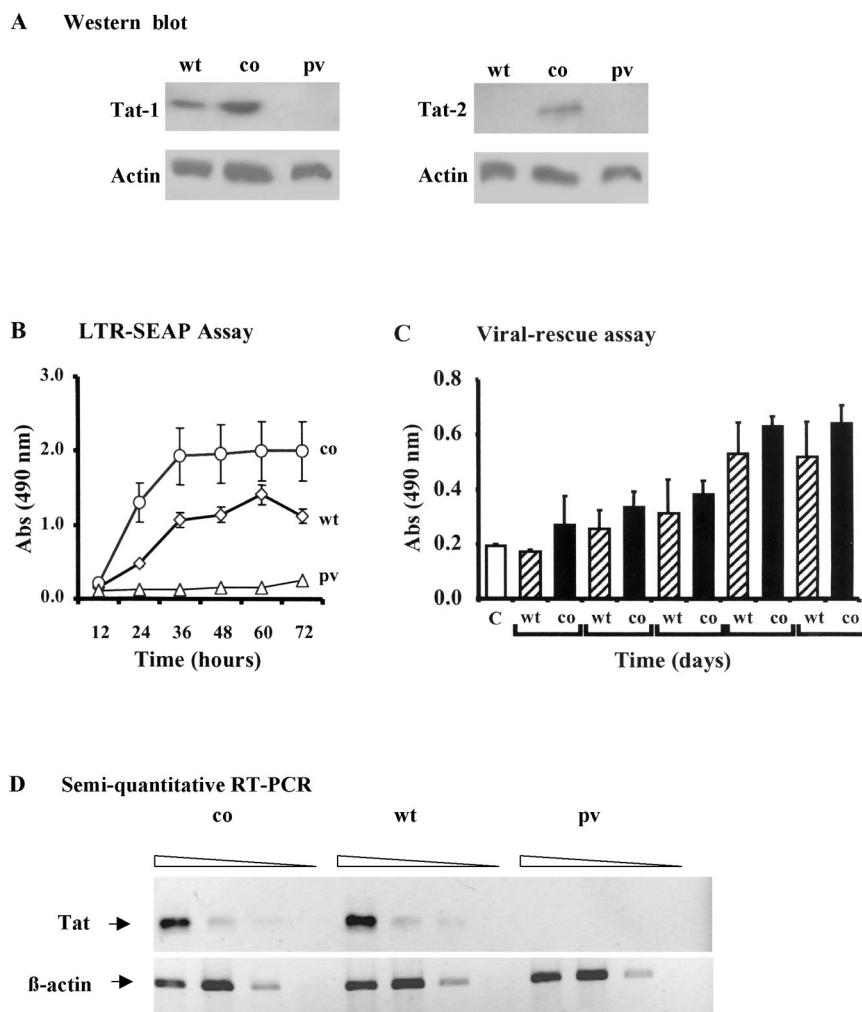 A Western blot
wt co pv
Tat-1
Actin
wt co pv
Tat-2
Actin
B LTR-SEAP Assay
3.0
2.0
1.0
0.0
Abs (490 nm)
co
wt
pv
12 24 36 48 60 72
Time (hours)
C Viral-rescue assay
0.8
0.6
0.4
0.2
0.0
Abs (490 nm)
C wt co wt co wt co wt co wt co
Time (days)
D Semi-quantitative RT-PCR
co wt pv
Tat
ß-actin